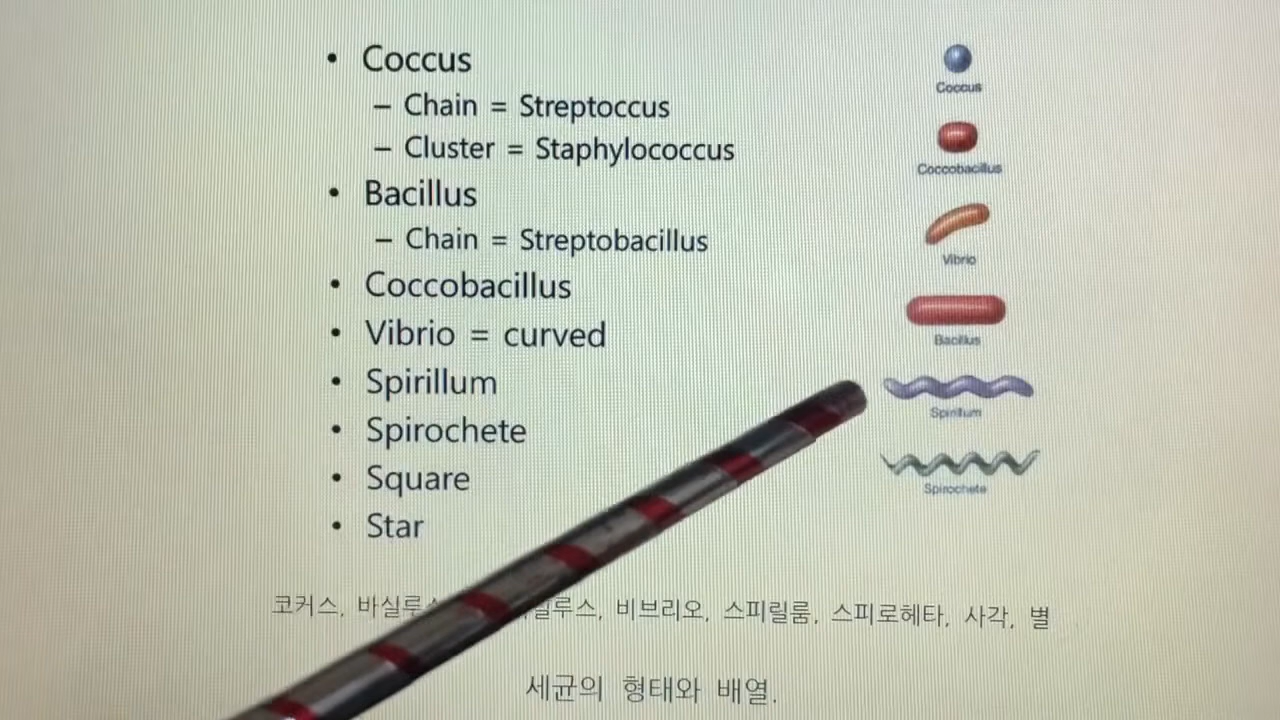 • Coccus
– Chain = Streptoccus
– Cluster = Staphylococcus
• Bacillus
– Chain = Streptobacillus
• Coccobacillus
• Vibrio = curved
• Spirillum
• Spirochete
• Square
• Star
Coccus
Coccobacillus
Vibrio
Bacillus
Spirillum
Spirochete
코커스, 바실루스, 비브리오, 스피릴룸, 스피로헤타, 사각, 별
세균의 형태와 배열.